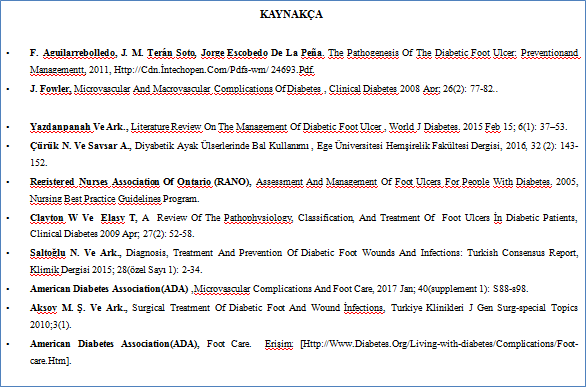 KAYNAKÇA
• F. Aguilarrebolledo, J. M. Terán Soto, Jorge Escobedo De La Peña. The Pathogenesis Of The Diabetic Foot Ulcer: Preventionand
Managementt, 2011, Http://Cdn.İntechopen.Com/Pdfs-wm/ 24693.Pdf.
• J. Fowler, Microvascular And Macrovascular Complications Of Diabetes , Clinical Diabetes 2008 Apr; 26(2): 77-82..
• Yazdanpanah Ve Ark., Literature Review On The Management Of Diabetic Foot Ulcer , World J Diabetes, 2015 Feb 15; 6(1): 37–53.
• Çürük N. Ve Savsar A., Diyabetik Ayak Ülserlerinde Bal Kullanımı , Ege Üniversitesi Hemşirelik Fakültesi Dergisi, 2016, 32 (2): 143-
152.
• Registered Nurses Association Of Ontario (RANO), Assessment And Management Of Foot Ulcers For People With Diabetes, 2005,
Nursing Best Practice Guidelines Program.
• Clayton W Ve Elasy T, A Review Of The Pathophysiology, Classification, And Treatment Of Foot Ulcers İn Diabetic Patients,
Clinical Diabetes 2009 Apr; 27(2): 52-58.
• Saltoğlu N. Ve Ark., Diagnosis, Treatment And Prevention Of Diabetic Foot Wounds And Infections: Turkish Consensus Report,
Klimik Dergisi 2015; 28(özel Sayı 1): 2-34.
• American Diabetes Association(ADA) ,Microvascular Complications And Foot Care, 2017 Jan; 40(supplement 1): S88-s98.
• Aksoy M. Ş. Ve Ark., Surgical Treatment Of Diabetic Foot And Wound İnfections, Turkiye Klinikleri J Gen Surg-special Topics
2010;3(1).
• American Diabetes Association(ADA), Foot Care. Erişim: [Http://Www.Diabetes.Org/Living-with-diabetes/Complications/Foot-
care.Htm].